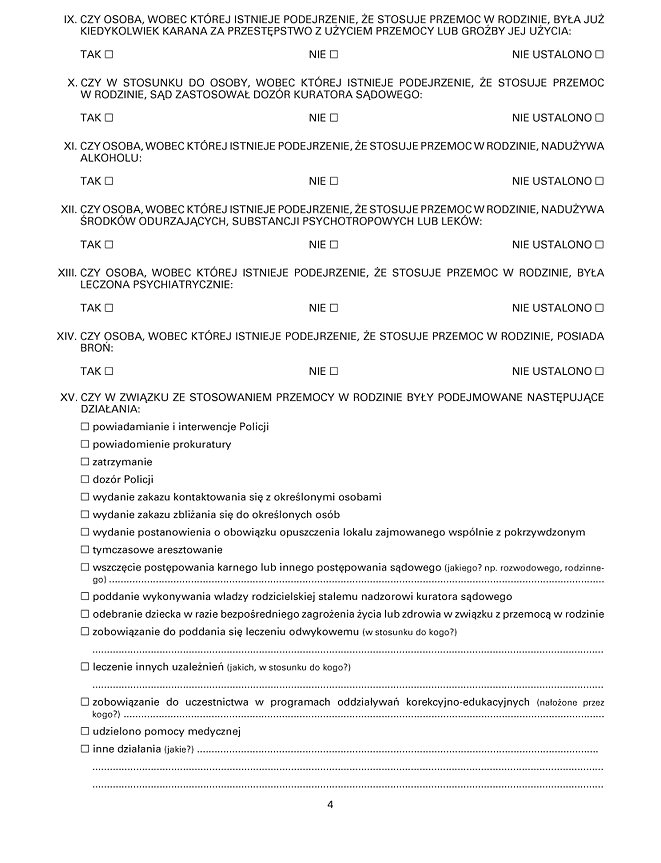 IX. CZY OSOBA, WOBEC KTÓREJ ISTNIEJE PODEJRZENIE, ŻE STOSUJE PRZEMOC W RODZINIE, BYŁA JUŻ
KIEDYKOLWIEK KARANA ZA PRZESTĘPSTWO Z UŻYCIEM PRZEMOCY LUB GROŹBY JEJ UŻYCIA:
TAK ☐ NIE ☐ NIE USTALONO ☐
X. CZY W STOSUNKU DO OSOBY, WOBEC KTÓREJ ISTNIEJE PODEJRZENIE, ŻE STOSUJE PRZEMOC
W RODZINIE, SĄD ZASTOSOWAŁ DOZÓR KURATORA SĄDOWEGO:
TAK ☐ NIE ☐ NIE USTALONO ☐
XI. CZY OSOBA, WOBEC KTÓREJ ISTNIEJE PODEJRZENIE, ŻE STOSUJE PRZEMOC W RODZINIE, NADUŻYWA
ALKOHOLU:
TAK ☐ NIE ☐ NIE USTALONO ☐
XII. CZY OSOBA, WOBEC KTÓREJ ISTNIEJE PODEJRZENIE, ŻE STOSUJE PRZEMOC W RODZINIE, NADUŻYWA
ŚRODKÓW ODURZAJĄCYCH, SUBSTANCJI PSYCHOTROPOWYCH LUB LEKÓW:
TAK ☐ NIE ☐ NIE USTALONO ☐
XIII. CZY OSOBA, WOBEC KTÓREJ ISTNIEJE PODEJRZENIE, ŻE STOSUJE PRZEMOC W RODZINIE, BYŁA
LECZONA PSYCHIATRYCZNIE:
TAK ☐ NIE ☐ NIE USTALONO ☐
XIV. CZY OSOBA, WOBEC KTÓREJ ISTNIEJE PODEJRZENIE, ŻE STOSUJE PRZEMOC W RODZINIE, POSIADA
BROŃ:
TAK ☐ NIE ☐ NIE USTALONO ☐
XV. CZY W ZWIĄZKU ZE STOSOWANIEM PRZEMOCY W RODZINIE BYŁY PODEJMOWANE NASTĘPUJĄCE
DZIAŁANIA:
☐ powiadamianie i interwencje Policji
☐ powiadomienie prokuratury
☐ zatrzymanie
☐ dozór Policji
☐ wydanie zakazu kontaktowania się z określonymi osobami
☐ wydanie zakazu zbliżania się do określonych osób
☐ wydanie postanowienia o obowiązku opuszczenia lokalu zajmowanego wspólnie z pokrzywdzonym
☐ tymczasowe aresztowanie
☐ wszczęcie postępowania karnego lub innego postępowania sądowego (jakiego? np. rozwodowego, rodzinne-
go) ....................
☐ poddanie wykonywania władzy rodzicielskiej stałemu nadzorowi kuratora sądowego
☐ odebranie dziecka w razie bezpośredniego zagrożenia życia lub zdrowia w związku z przemocą w rodzinie
☐ zobowiązanie do poddania się leczeniu odwykowemu (w stosunku do kogo?)
....................
☐ leczenie innych uzależnień (jakich, w stosunku do kogo?)
....................
☐ zobowiązanie do uczestnictwa w programach oddziaływań korekcyjno-edukacyjnych (nałożone przez
kogo?) ....................
☐ udzielono pomocy medycznej
☐ inne działania (jakie?) ....................
....................
....................
4